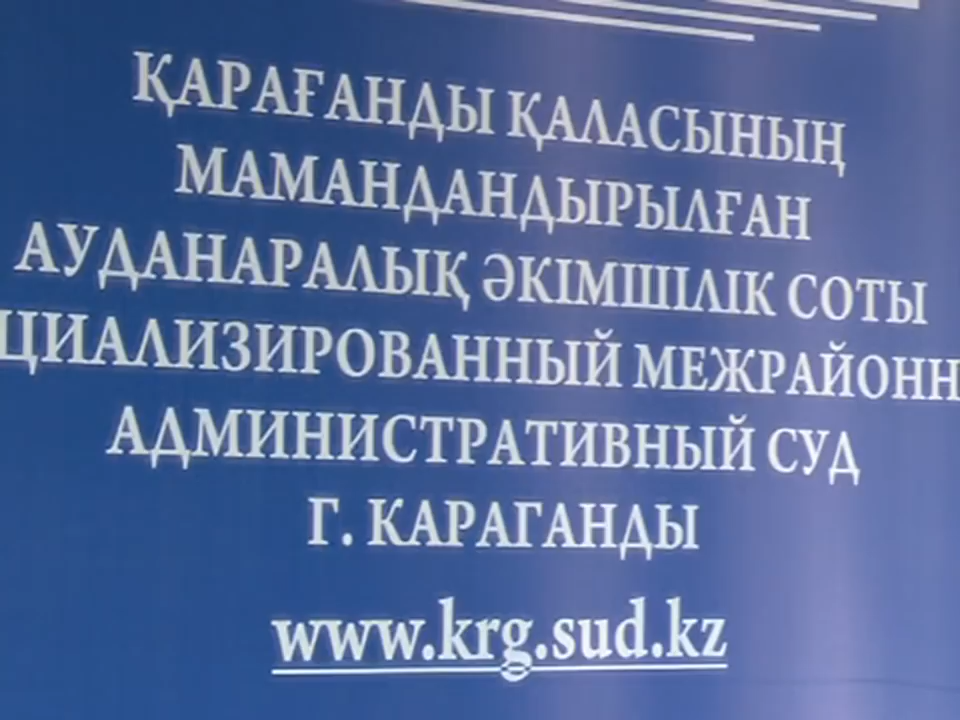 ҚАРАҒАНДЫ ҚАЛАСЫНЫҢ
МАМАНДАНДЫРЫЛҒАН
АУДАНАРАЛЫҚ ӘКІМШІЛІК СОТЫ
ЦИАЛИЗИРОВАННЫЙ МЕЖРАЙОНН
АДМИНИСТРАТИВНЫЙ СУД
Г. КАРАГАНДЫ
www.krg.sud.kz